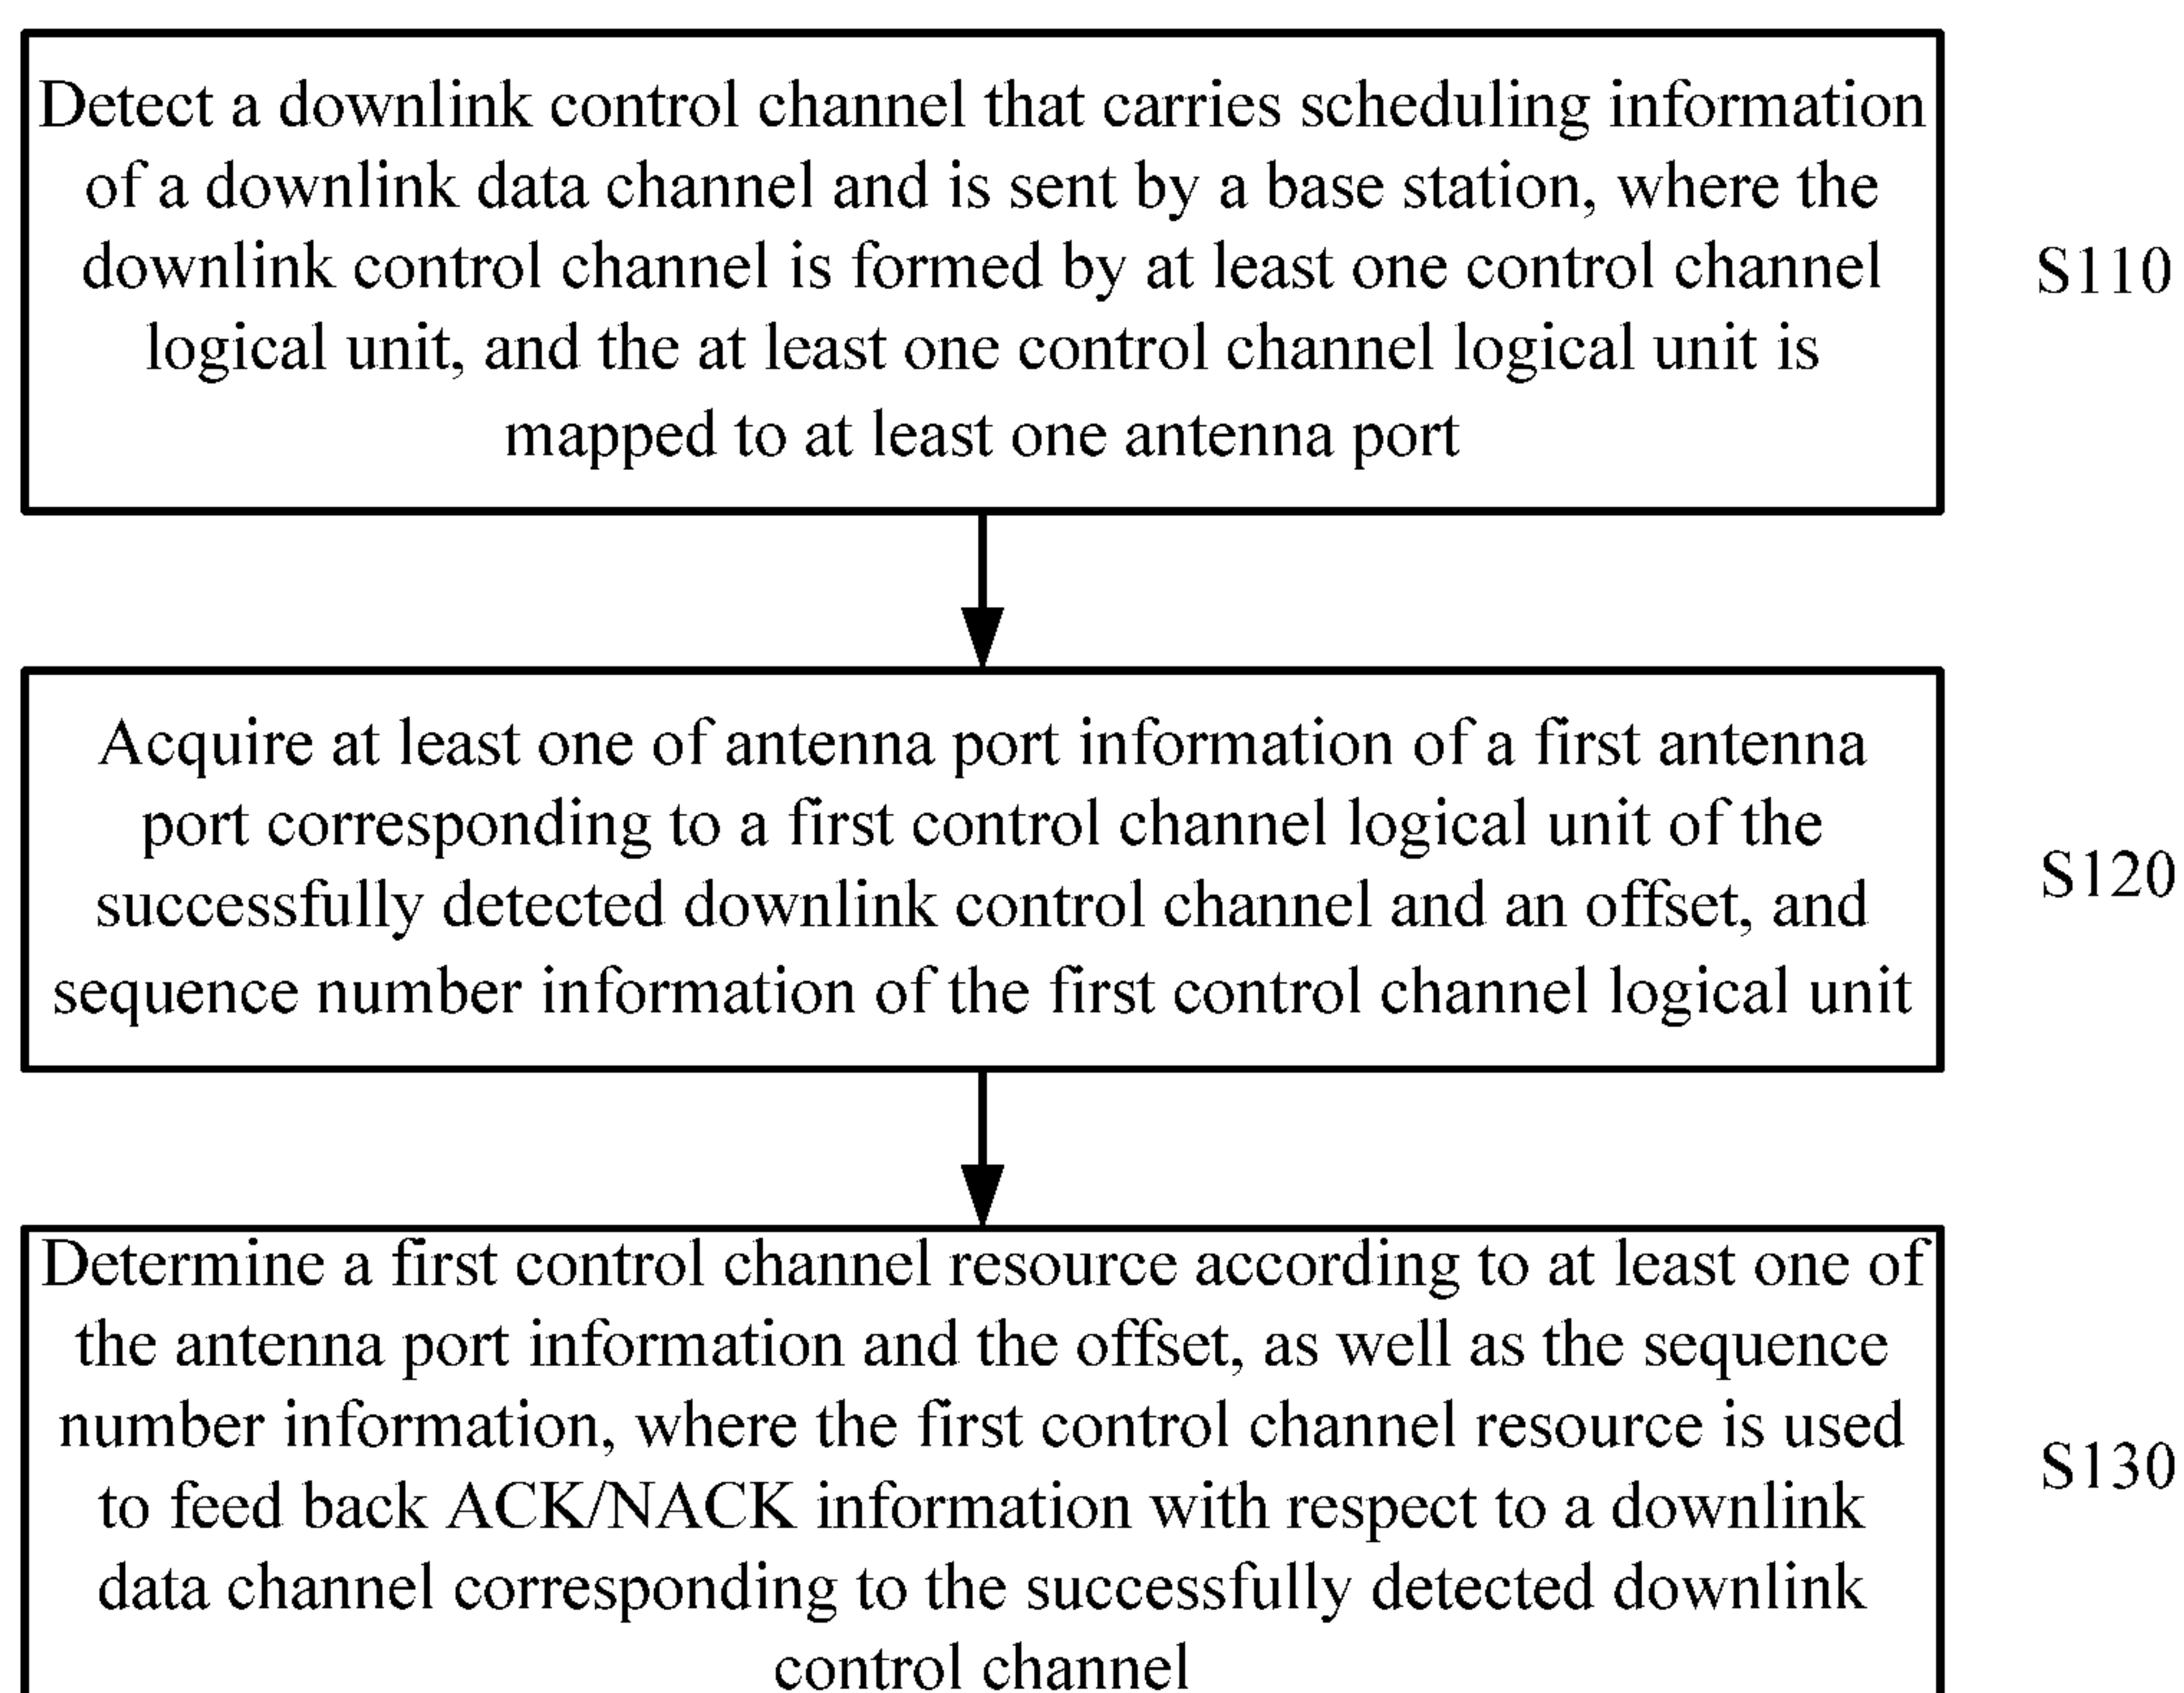 Detect a downlink control channel that carries scheduling information
of a downlink data channel and is sent by a base station, where the
downlink control channel is formed by at least one control channel
logical unit, and the at least one control channel logical unit is
mapped to at least one antenna port
S110
Acquire at least one of antenna port information of a first antenna
port corresponding to a first control channel logical unit of the
successfully detected downlink control channel and an offset, and
sequence number information of the first control channel logical unit
S120
Determine a first control channel resource according to at least one of
the antenna port information and the offset, as well as the sequence
number information, where the first control channel resource is used
to feed back ACK/NACK information with respect to a downlink
data channel corresponding to the successfully detected downlink
control channel
S130